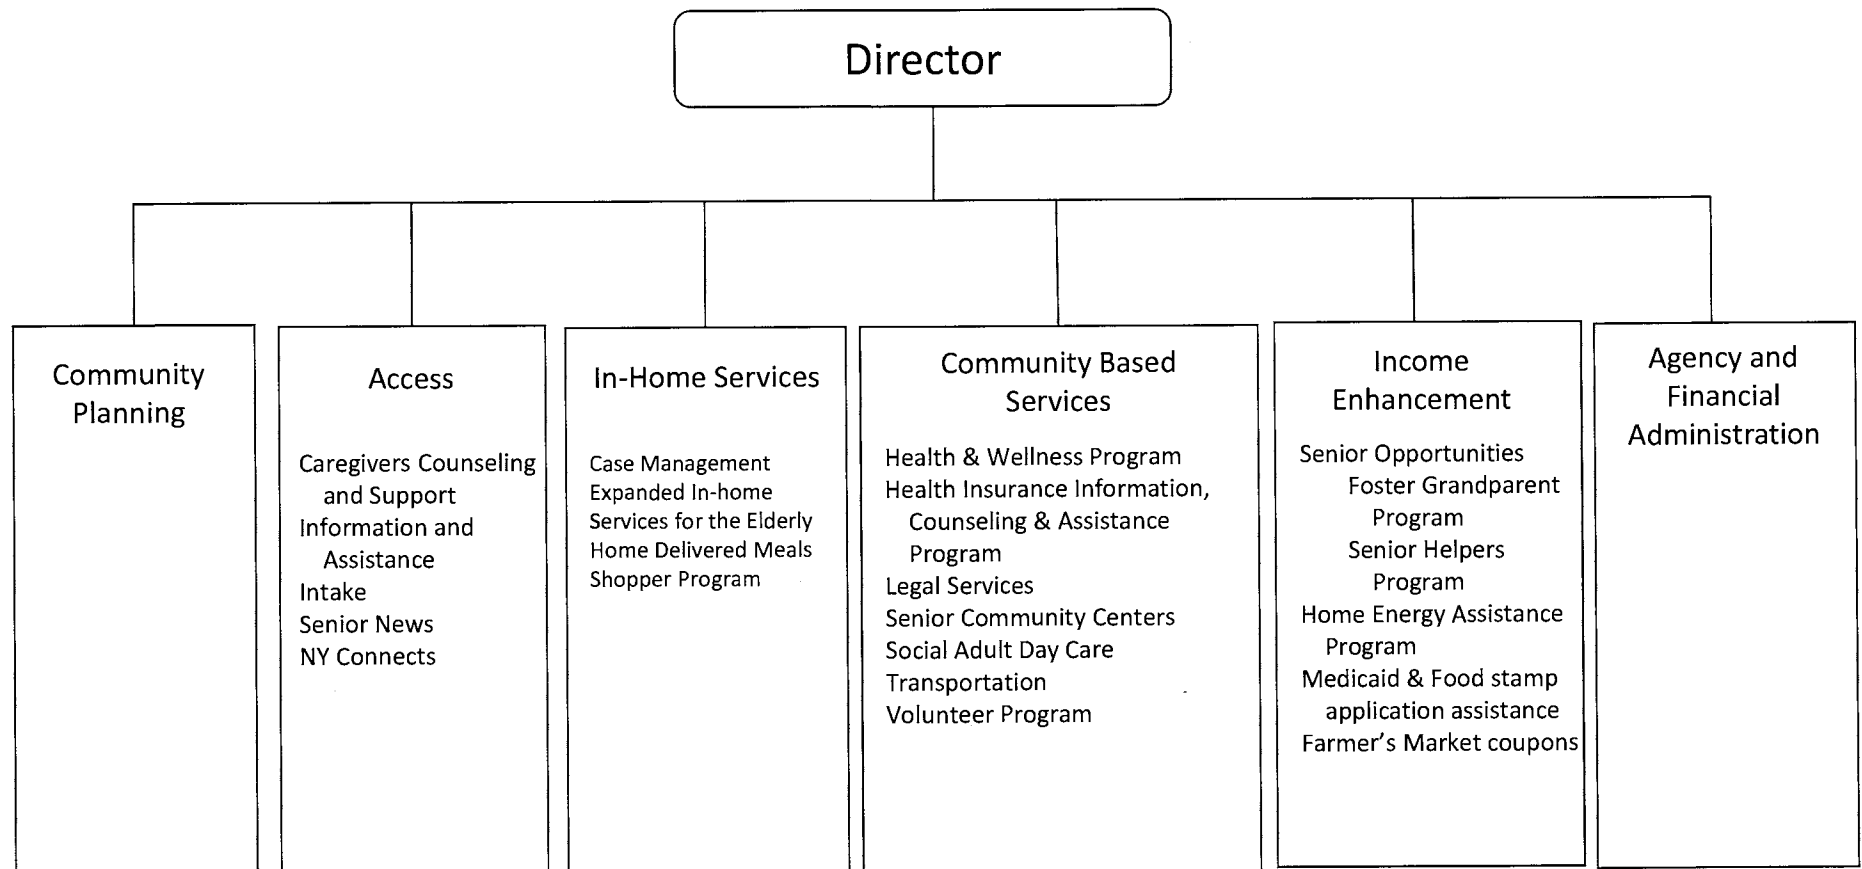 Director
Community
Planning
Access
Caregivers Counseling
and Support
Information and
Assistance
Intake
Senior News
NY Connects
In-Home Services
Case Management
Expanded In-home
Services for the Elderly
Home Delivered Meals
Shopper Program
Community Based
Services
Health & Wellness Program
Health Insurance Information,
Counseling & Assistance
Program
Legal Services
Senior Community Centers
Social Adult Day Care
Transportation
Volunteer Program
Income
Enhancement
Senior Opportunities
Foster Grandparent
Program
Senior Helpers
Program
Home Energy Assistance
Program
Medicaid & Food stamp
application assistance
Farmer’s Market coupons
Agency and
Financial
Administration